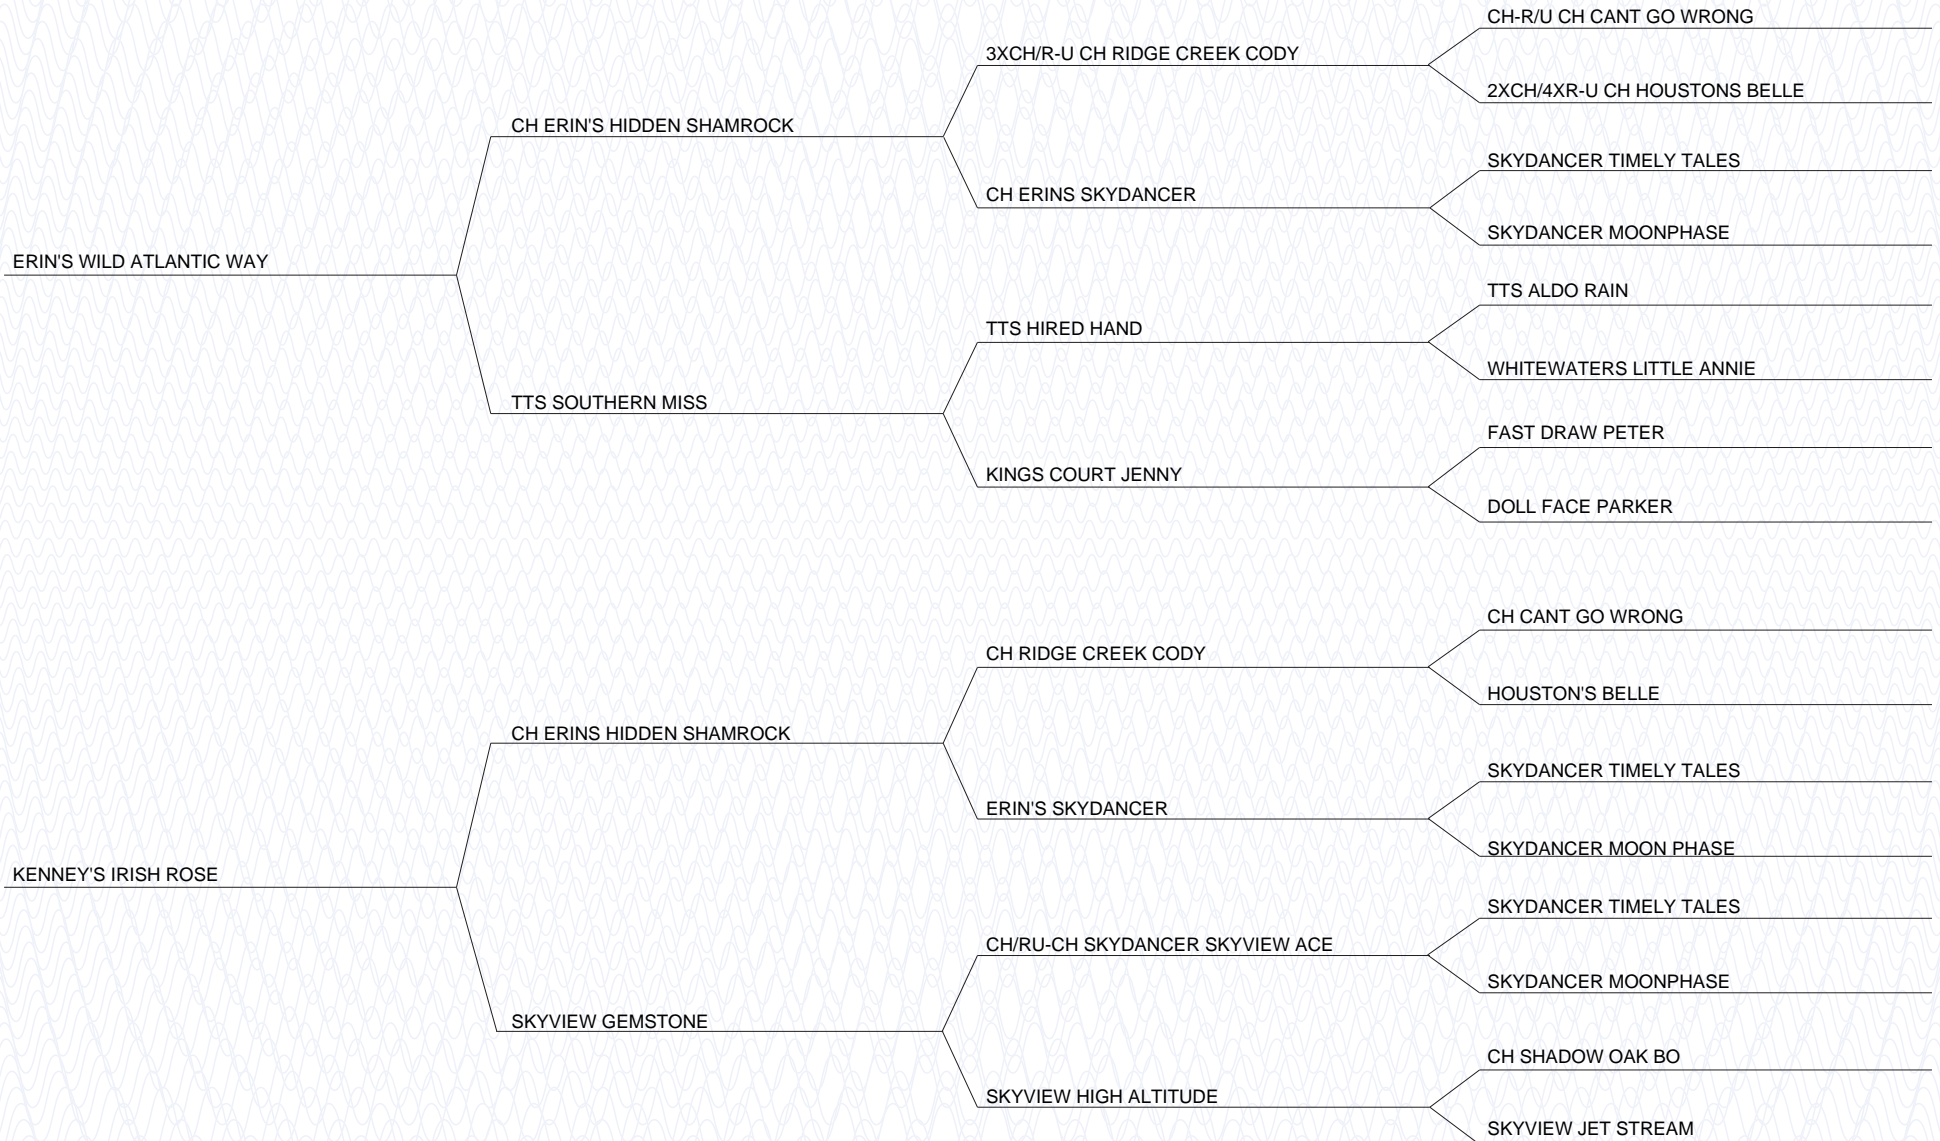 CH-R/U CH CANT GO WRONG
3XCH/R-U CH RIDGE CREEK CODY
2XCH/4XR-U CH HOUSTONS BELLE
CH ERIN'S HIDDEN SHAMROCK
SKYDANCER TIMELY TALES
CH ERINS SKYDANCER
SKYDANCER MOONPHASE
ERIN'S WILD ATLANTIC WAY
TTS ALDO RAIN
TTS HIRED HAND
WHITEWATERS LITTLE ANNIE
TTS SOUTHERN MISS
FAST DRAW PETER
KINGS COURT JENNY
DOLL FACE PARKER
CH CANT GO WRONG
CH RIDGE CREEK CODY
HOUSTON'S BELLE
CH ERINS HIDDEN SHAMROCK
SKYDANCER TIMELY TALES
ERIN'S SKYDANCER
SKYDANCER MOON PHASE
KENNEY'S IRISH ROSE
SKYDANCER TIMELY TALES
CH/RU-CH SKYDANCER SKYVIEW ACE
SKYDANCER MOONPHASE
SKYVIEW GEMSTONE
CH SHADOW OAK BO
SKYVIEW HIGH ALTITUDE
SKYVIEW JET STREAM